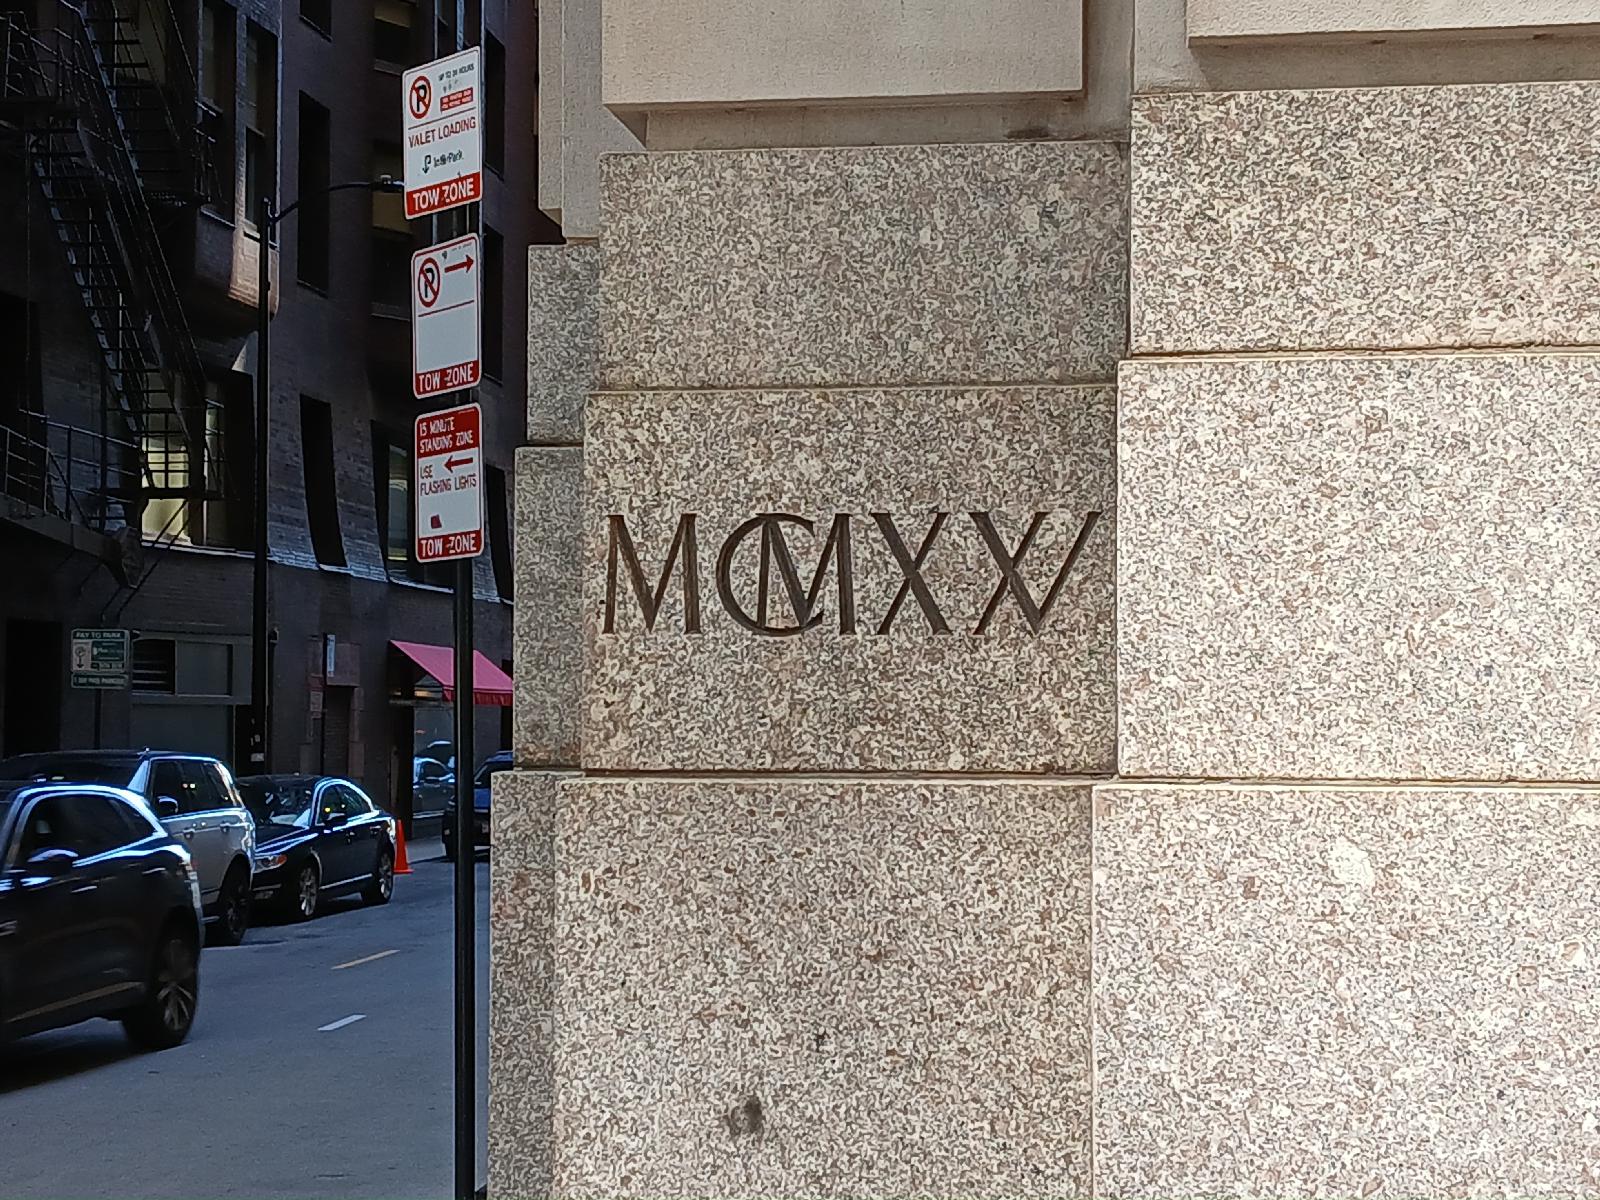 VALET LOADING
InterPark
TOW-ZONE
TOW-ZONE
15 MINUTE
STANDING ZONE
USE
FLASHING LIGHTS
TOW-ZONE
PAY TO PARK
MCMXXV